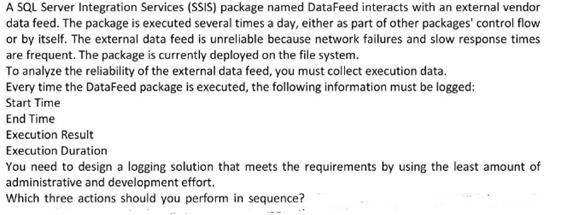 A SQL Server Integration Services (SSIS) package named DataFeed interacts with an external vendor
data feed. The package is executed several times a day, either as part of other packages' control flow
or by itself. The external data feed is unreliable because network failures and slow response times
are frequent. The package is currently deployed on the file system.
To analyze the reliability of the external data feed, you must collect execution data.
Every time the DataFeed package is executed, the following information must be logged:
Start Time
End Time
Execution Result
Execution Duration
You need to design a logging solution that meets the requirements by using the least amount of
administrative and development effort.
Which three actions should you perform in sequence?